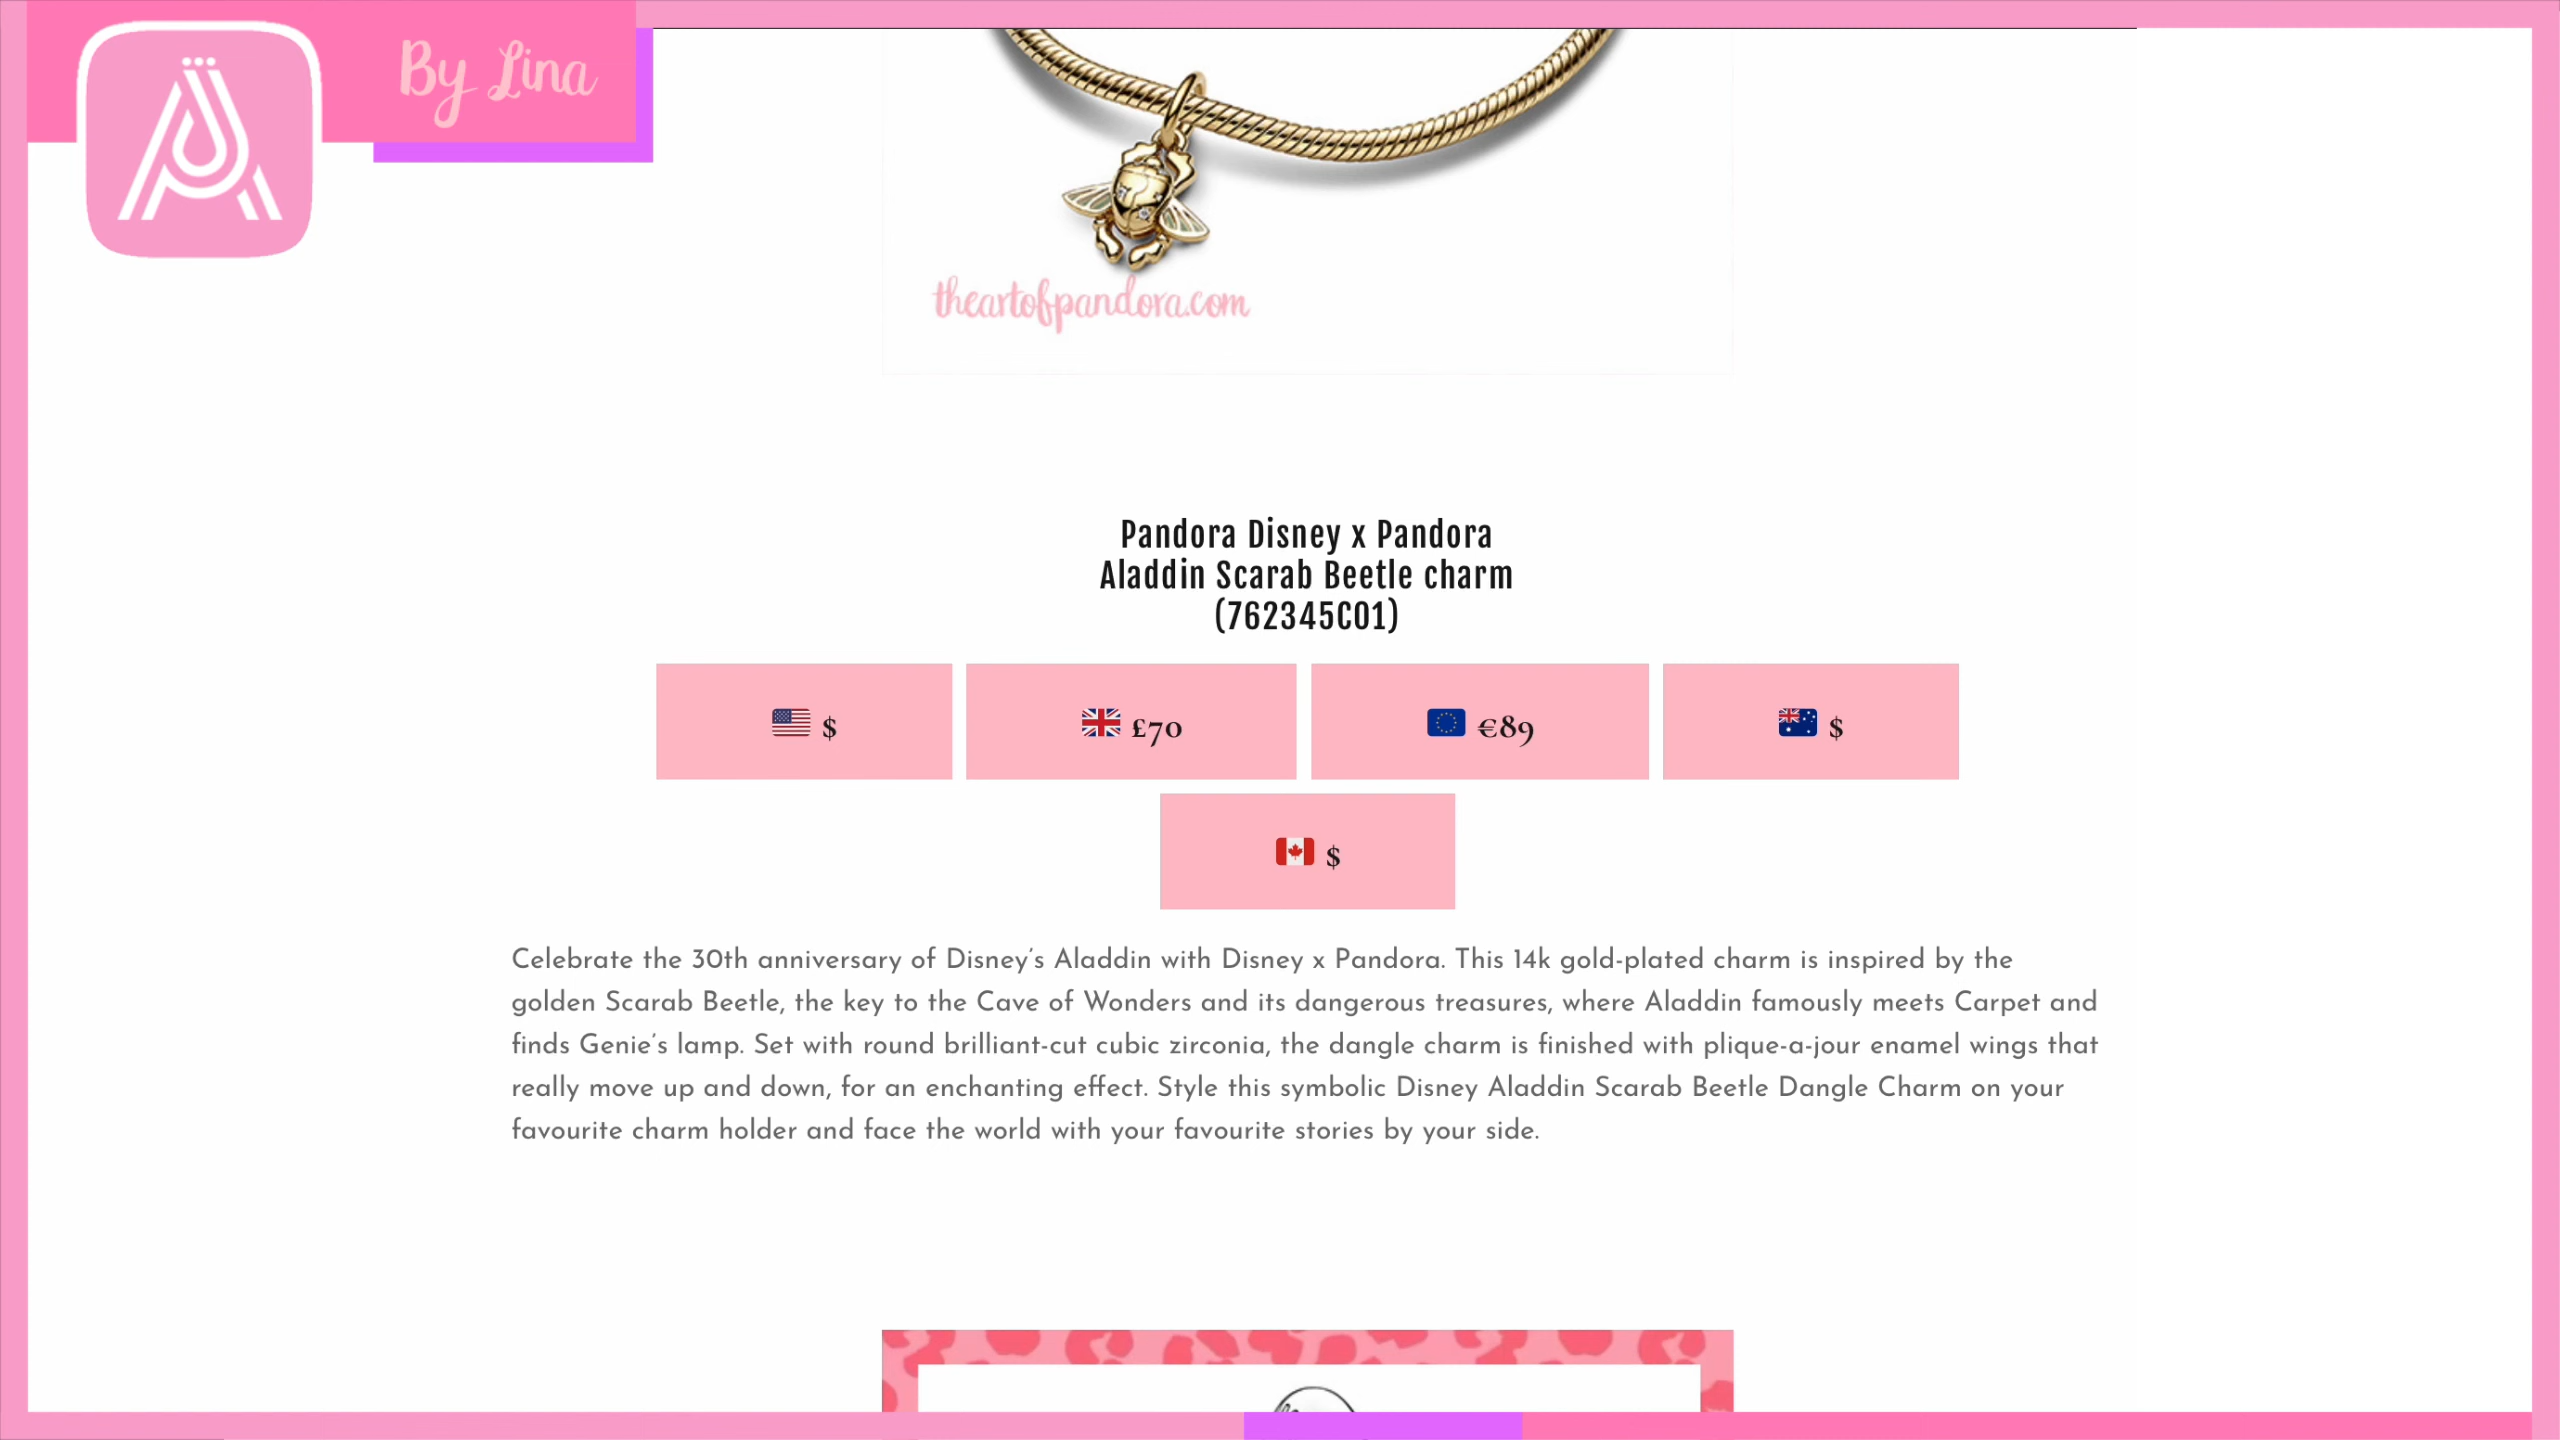 By Lina
theartofpandora.com
Pandora Disney x Pandora
Aladdin Scarab Beetle charm
(762345C01)
$
£70
€89
$
$
Celebrate the 30th anniversary of Disney's Aladdin with Disney x Pandora. This 14k gold-plated charm is inspired by the
golden Scarab Beetle, the key to the Cave of Wonders and its dangerous treasures, where Aladdin famously meets Carpet and
finds Genie's lamp. Set with round brilliant-cut cubic zirconia, the dangle charm is finished with plique-a-jour enamel wings that
really move up and down, for an enchanting effect. Style this symbolic Disney Aladdin Scarab Beetle Dangle Charm on your
favourite charm holder and face the world with your favourite stories by your side.